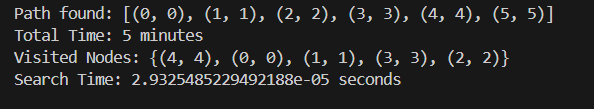 Path found: [(0, 0), (1, 1), (2, 2), (3, 3), (4, 4), (5, 5)]
Total Time: 5 minutes
Visited Nodes: {(4, 4), (0, 0), (1, 1), (3, 3), (2, 2)}
Search Time: 2.9325485229492188e-05 seconds